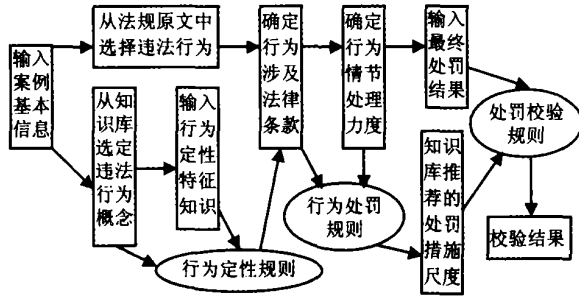 输入
案例
基本
信息
从法规原文中
选择违法行为
从知
识库
选定
违法
行为
概念
输入
行为
定性
特征
知识
行为定性规则
确定
行为
涉及
法律
条款
确定
行为
情节
处理
力度
行为处罚
规则
输入
最终
处罚
结果
知识
库推
荐的
处罚
措施
尺度
处罚校验
规则
校验结果